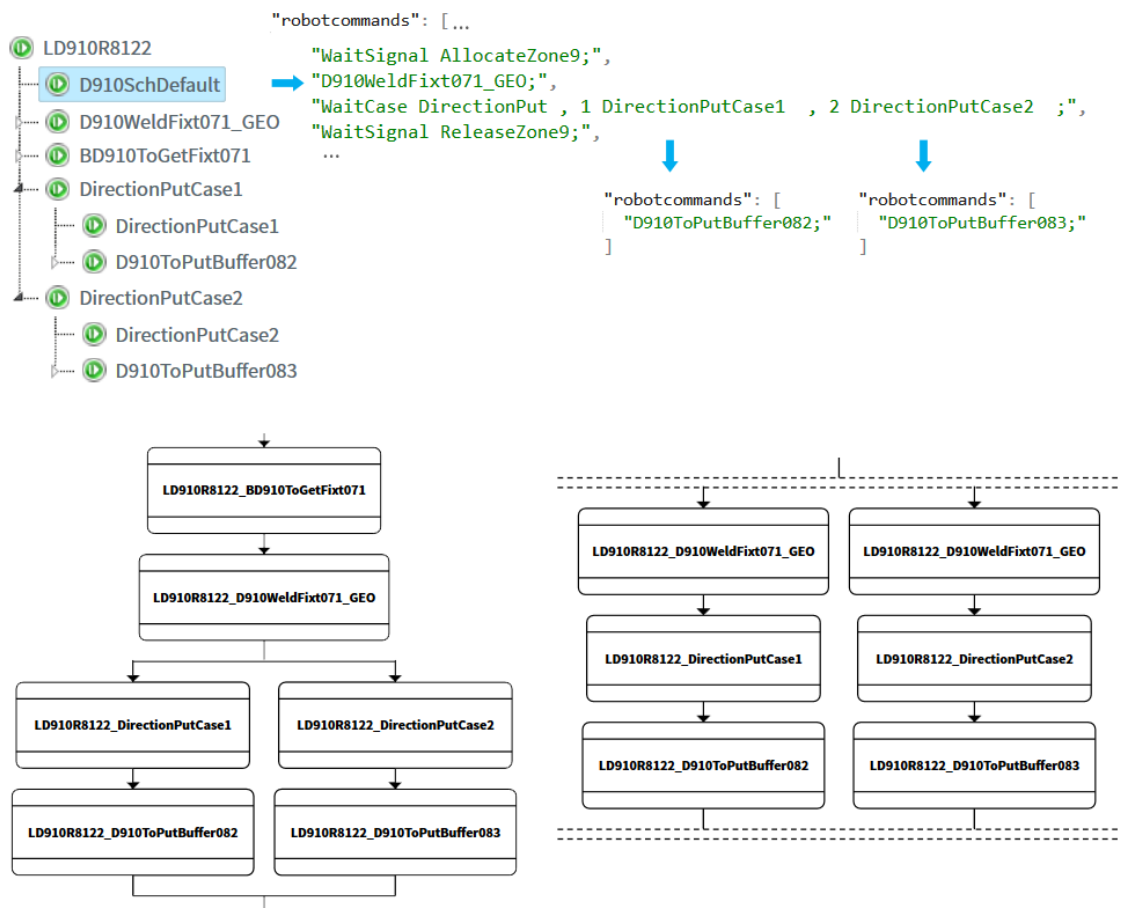 "robotcommands": [...
LD910R8122
D910SchDefault
D910WeldFixt071_GEO
BD910ToGetFixt071
DirectionPutCase1
DirectionPutCase1
D910ToPutBuffer082
DirectionPutCase2
DirectionPutCase2
D910ToPutBuffer083
"WaitSignal AllocateZone9;",
"D910WeldFixt071_GEO;",
"WaitCase DirectionPut , 1 DirectionPutCase1 , 2 DirectionPutCase2 ;",
"WaitSignal ReleaseZone9;",
...
"robotcommands": [
"D910ToPutBuffer082;"
]
"robotcommands": [
"D910ToPutBuffer083;"
]
LD910R8122_BD910ToGetFixt071
LD910R8122_D910WeldFixt071_GEO
LD910R8122_DirectionPutCase1
LD910R8122_DirectionPutCase2
LD910R8122_D910ToPutBuffer082
LD910R8122_D910ToPutBuffer083
LD910R8122_D910WeldFixt071_GEO
LD910R8122_D910WeldFixt071_GEO
LD910R8122_DirectionPutCase1
LD910R8122_DirectionPutCase2
LD910R8122_D910ToPutBuffer082
LD910R8122_D910ToPutBuffer083